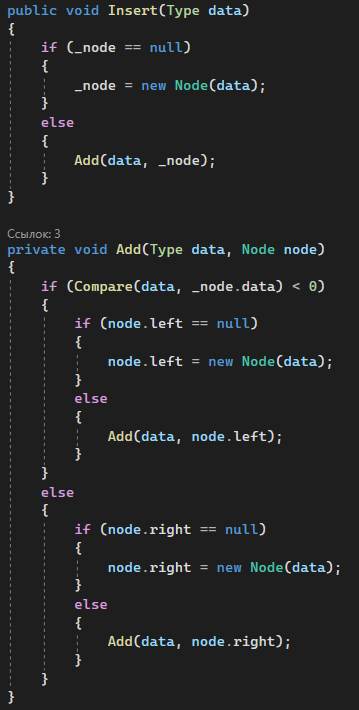 public void Insert(Type data)
{
if (_node == null)
{
_node = new Node(data);
}
else
{
Add(data, _node);
}
}
Ссылок: 3
private void Add(Type data, Node node)
{
if (Compare(data, _node.data) < 0)
{
if (node.left == null)
{
node.left = new Node(data);
}
else
{
Add(data, node.left);
}
}
else
{
if (node.right == null)
{
node.right = new Node(data);
}
else
{
Add(data, node.right);
}
}
}